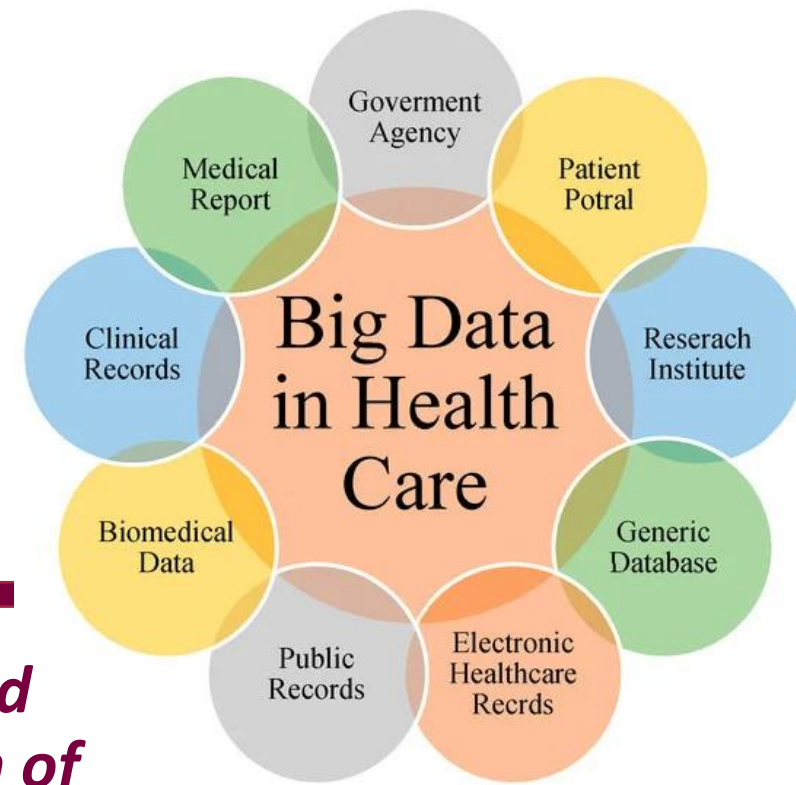 Goverment
Agency
Patient
Potral
Reserach
Institute
Generic
Database
Electronic
Healthcare
Recrds
Public
Records
Biomedical
Data
Clinical
Records
Medical
Report
Big Data
in Health
Care
of